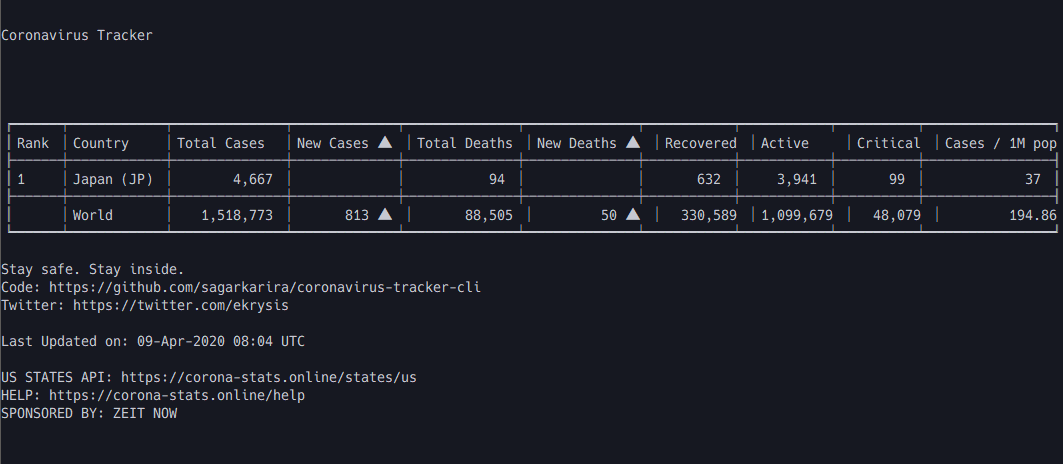 Coronavirus Tracker
Rank Country Total Cases New Cases ▲ Total Deaths New Deaths ▲ Recovered Active Critical Cases / 1M pop
1 Japan (JP) 4,667 94 632 3,941 99 37
World 1,518,773 813 ▲ 88,505 50 ▲ 330,589 1,099,679 48,079 194.86
Stay safe. Stay inside.
Code: https://github.com/sagarkarira/coronavirus-tracker-cli
Twitter: https://twitter.com/ekrysis
Last Updated on: 09-Apr-2020 08:04 UTC
US STATES API: https://corona-stats.online/states/us
HELP: https://corona-stats.online/help
SPONSORED BY: ZEIT NOW